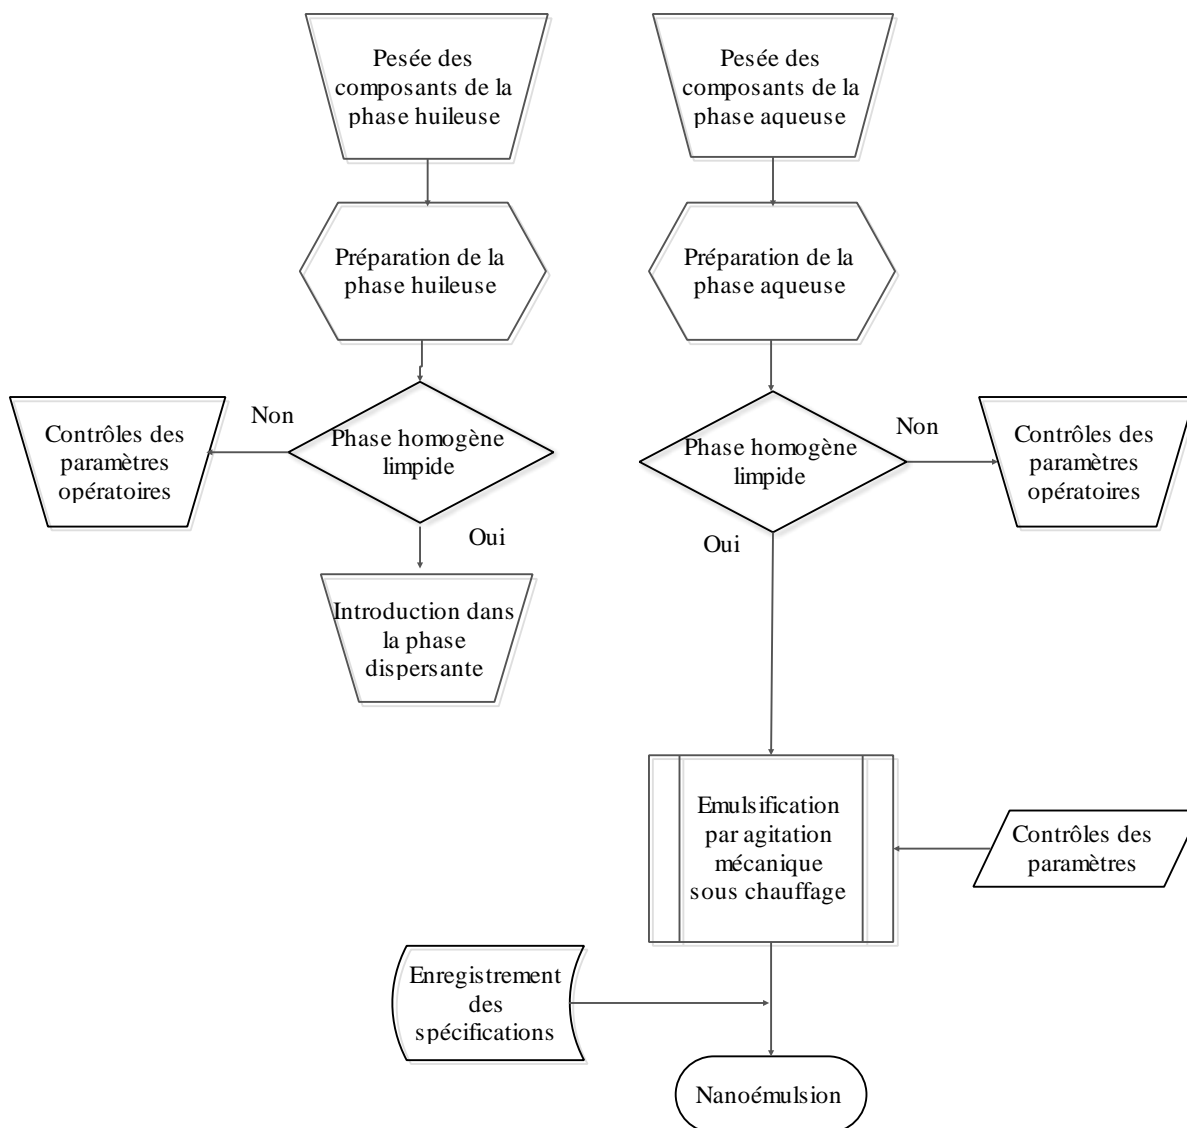 Pesée des
composants de la
phase huileuse
Pesée des
composants de la
phase aqueuse
Préparation de la
phase huileuse
Préparation de la
phase aqueuse
Non
Contrôles des
paramètres
opératoires
Phase homogène
limpide
Phase homogène
limpide
Non
Contrôles des
paramètres
opératoires
Oui
Oui
Introduction dans
la phase
dispersante
Emulsification
par agitation
mécanique
sous chauffage
Contrôles des
paramètres
Enregistrement
des
spécifications
Nanoémulsion